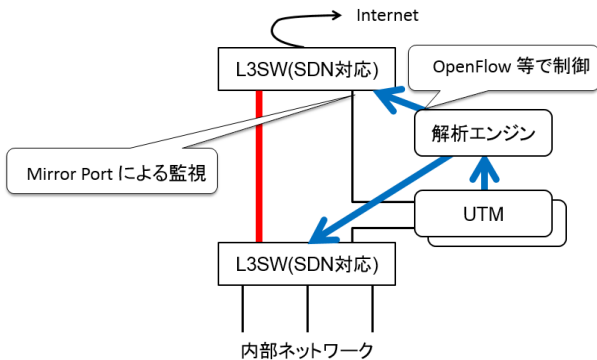 Internet
L3SW(SDN対応)
OpenFlow 等で制御
解析エンジン
Mirror Port による監視
UTM
L3SW(SDN対応)
内部ネットワーク